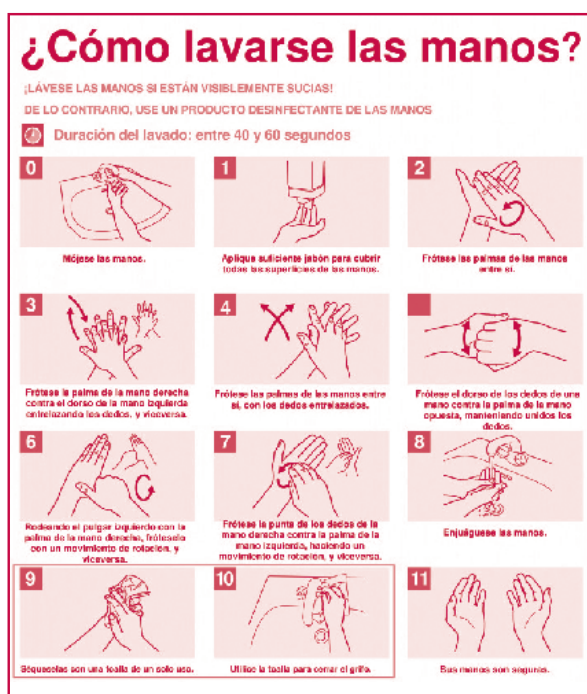 ¿Cómo lavarse las manos?
¡LÁVESE LAS MANOS SI ESTÁN VISIBLEMENTE SUCIAS!
DE LO CONTRARIO, USE UN PRODUCTO DESINFECTANTE DE LAS MANOS
Duración del lavado: entre 40 y 60 segundos
0
Mójese las manos.
1
Aplique suficiente jabón para cubrir
todas las superficies de las manos.
2
Frótese las palmas de las manos
entre sí.
3
Frótese la palma de la mano derecha
contra el dorso de la mano izquierda
entrelazando los dedos, y viceversa.
4
Frótese las palmas de las manos entre
sí, con los dedos entrelazados.
Frótese el dorso de los dedos de una
mano contra la palma de la mano
opuesta, manteniendo unidos los
dedos.
6
Rodeando el pulgar izquierdo con la
palma de la mano derecha, fróteselo
con un movimiento de rotación, y
viceversa.
7
Frótese la punta de los dedos de la
mano derecha contra la palma de la
mano izquierda, haciendo un
movimiento de rotación, y viceversa.
8
Enjuáguese las manos.
9
Séqueselas son una toalla de un solo uso.
10
Utilice la toalla para cerrar el grifo.
11
Sus manos son seguras.